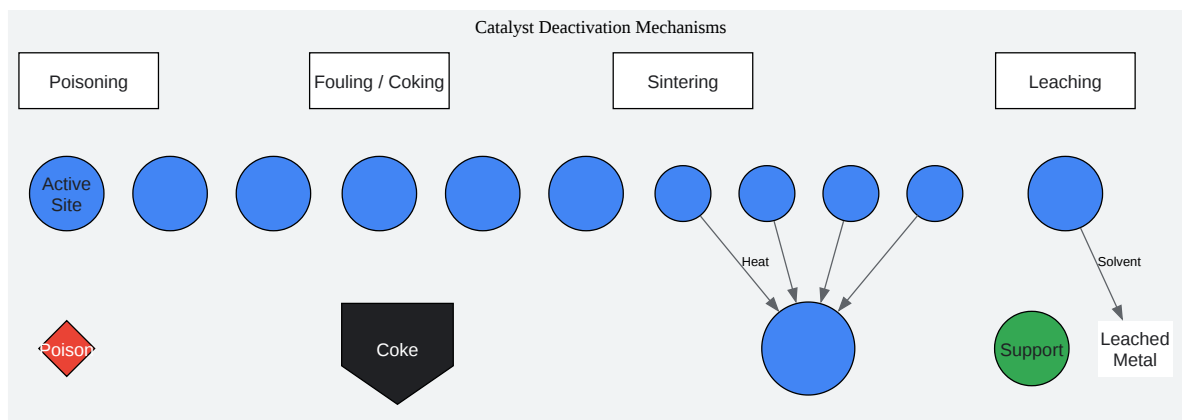 Catalyst Deactivation Mechanisms
Poisoning
Fouling / Coking
Sintering
Leaching
Active
Site
Heat
Solvent
Poison
Coke
Support
Leached
Metal